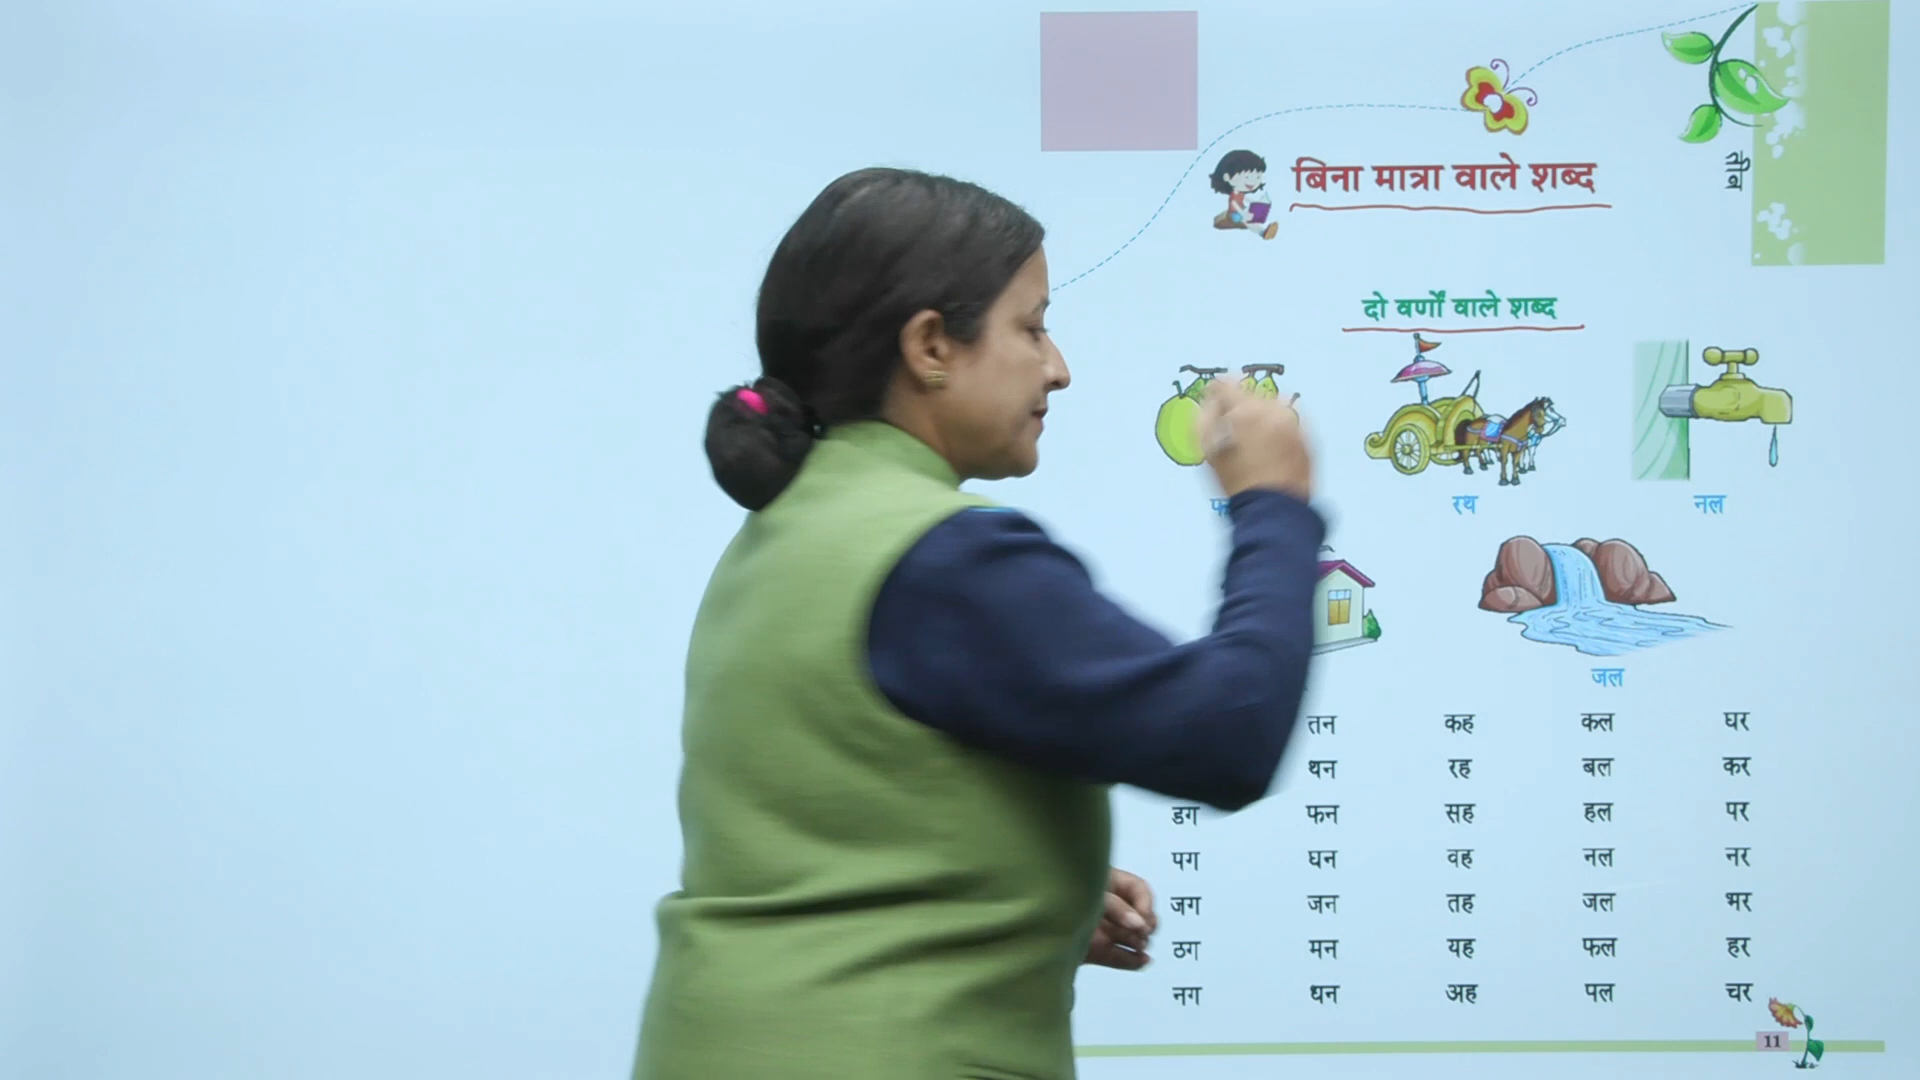 तीन
बिना मात्रा वाले शब्द
दो वर्णों वाले शब्द
रथ नल
जल
तन कह कल घर
थन रह बल कर
डग फन सह हल पर
पग घन वह नल नर
जग जन तह जल भर
ठग मन यह फल हर
नग धन अह पल चर
11